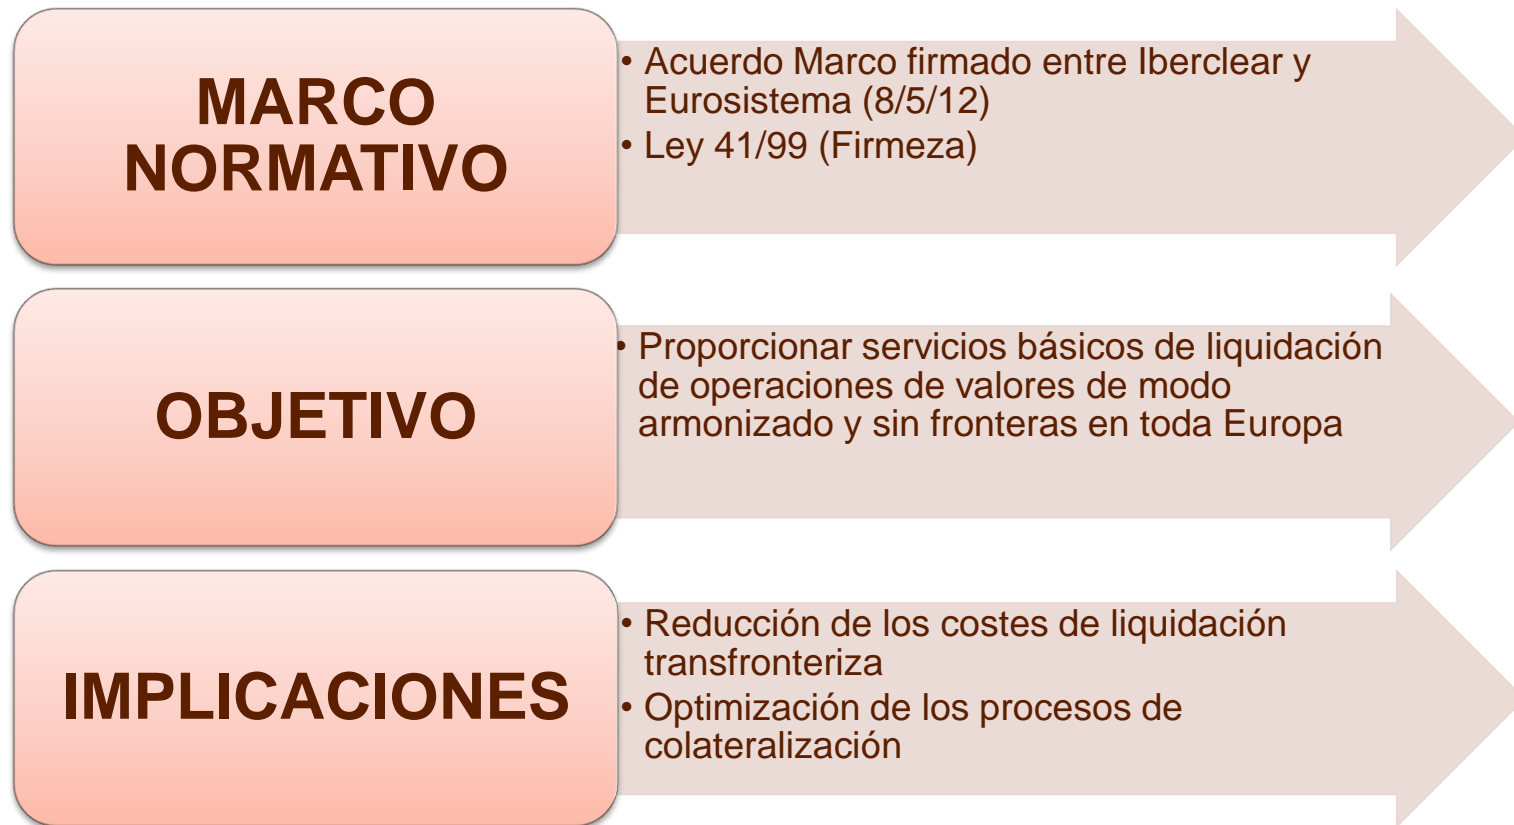 MARCO
NORMATIVO
• Acuerdo Marco firmado entre Iberclear y
Eurosistema (8/5/12)
• Ley 41/99 (Firmeza)
OBJETIVO
• Proporcionar servicios básicos de liquidación
de operaciones de valores de modo
armonizado y sin fronteras en toda Europa
IMPLICACIONES
• Reducción de los costes de liquidación
transfronteriza
• Optimización de los procesos de
colateralización